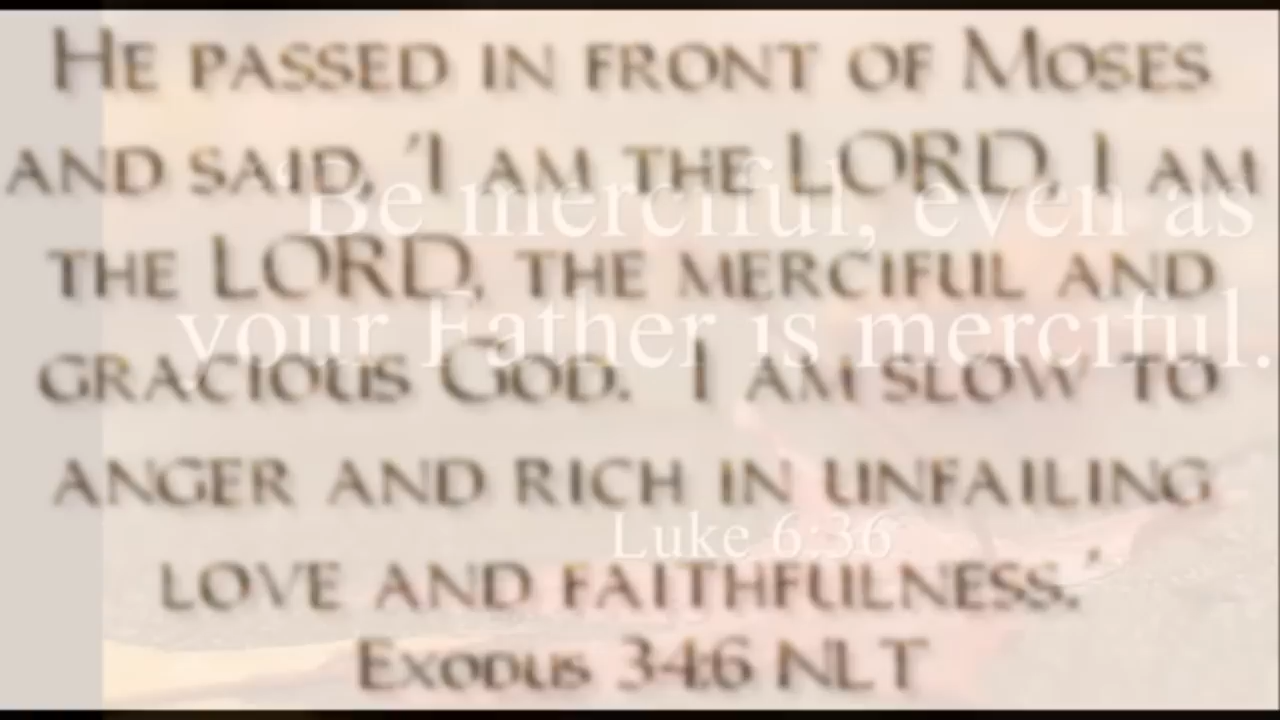 He passed in front of Moses
and said, 'I am the LORD, I am
the LORD, the merciful and
gracious God. I am slow to
anger and rich in unfailing
love and faithfulness.'
Exodus 34:6 NLT
'Be merciful, even as
your Father is merciful.
Luke 6:36